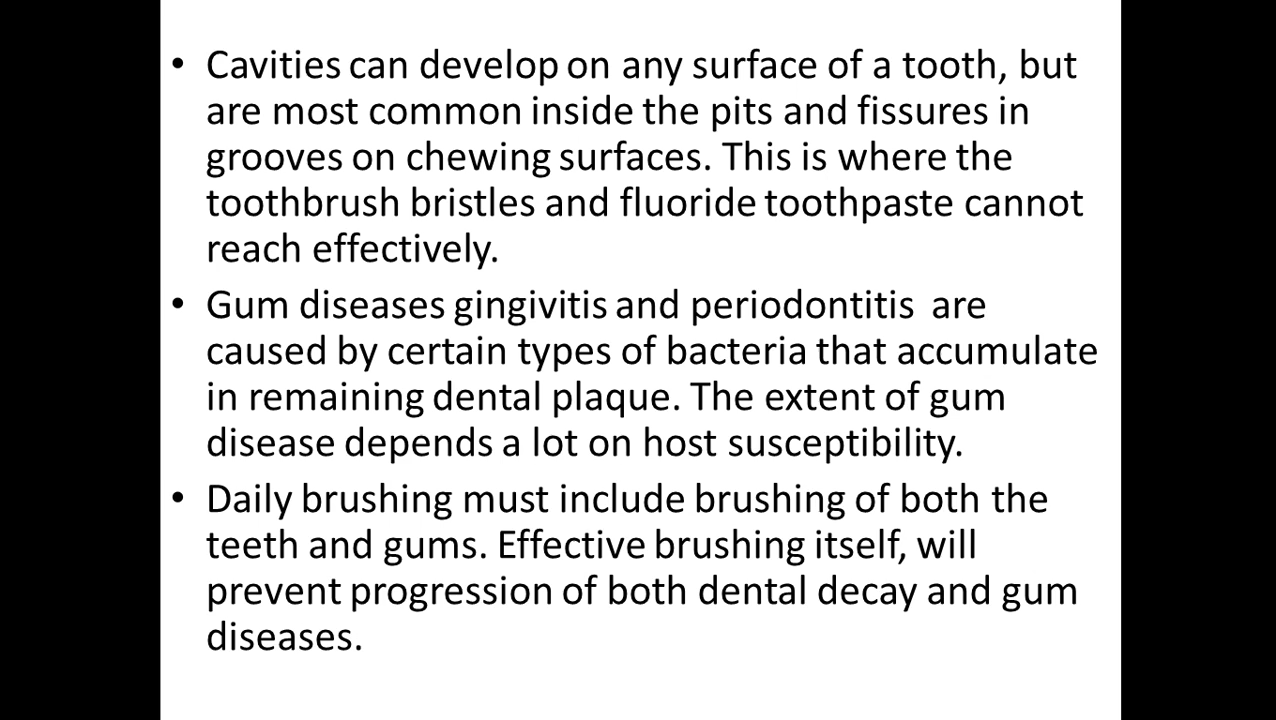 • Cavities can develop on any surface of a tooth, but
are most common inside the pits and fissures in
grooves on chewing surfaces. This is where the
toothbrush bristles and fluoride toothpaste cannot
reach effectively.
• Gum diseases gingivitis and periodontitis  are
caused by certain types of bacteria that accumulate
in remaining dental plaque. The extent of gum
disease depends a lot on host susceptibility.
• Daily brushing must include brushing of both the
teeth and gums. Effective brushing itself, will
prevent progression of both dental decay and gum
diseases.